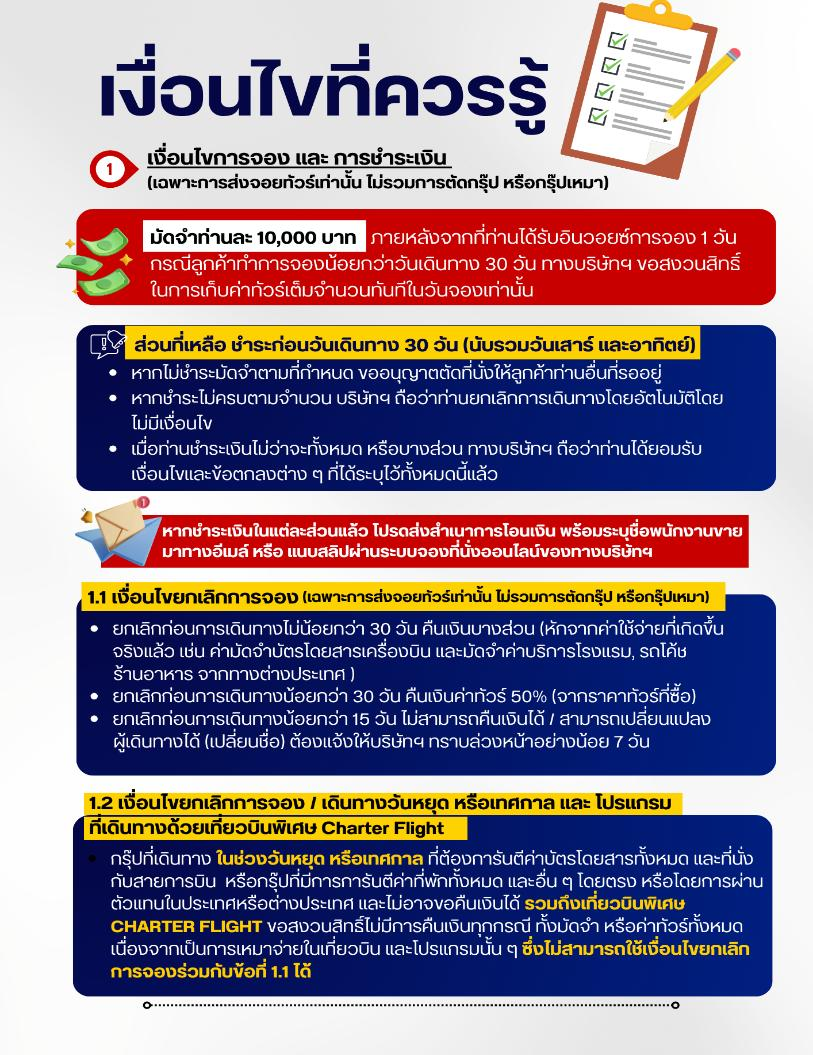 เงื่อนไขที่ควรรู้
1
เงื่อนไขการจอง และ การชำระเงิน
(เฉพาะการส่งจอยทัวร์เท่านั้น ไม่รวมการตัดกรุ๊ป หรือกรุ๊ปเหมา)
มัดจำท่านละ 10,000 บาท ภายหลังจากที่ท่านได้รับอินวอยซ์การจอง 1 วัน
กรณีลูกค้าทำการจองน้อยกว่าวันเดินทาง 30 วัน ทางบริษัทฯ ขอสงวนสิทธิ์
ในการเก็บค่าทัวร์เต็มจำนวนทันทีในวันจองเท่านั้น
ส่วนที่เหลือ ชำระก่อนวันเดินทาง 30 วัน (นับรวมวันเสาร์ และอาทิตย์)
• หากไม่ชำระมัดจำตามที่กำหนด ขออนุญาตตัดที่นั่งให้ลูกค้าท่านอื่นที่รออยู่
• หากชำระไม่ครบตามจำนวน บริษัทฯ ถือว่าท่านยกเลิกการเดินทางโดยอัตโนมัติโดย
ไม่มีเงื่อนไข
• เมื่อท่านชำระเงินไม่ว่าจะทั้งหมด หรือบางส่วน ทางบริษัทฯ ถือว่าท่านได้ยอมรับ
เงื่อนไขและข้อตกลงต่าง ๆ ที่ได้ระบุไว้ทั้งหมดนี้แล้ว
1
หากชำระเงินในแต่ละส่วนแล้ว โปรดส่งสำเนาการโอนเงิน พร้อมระบุชื่อพนักงานขาย
มาทางอีเมล์ หรือ แนบสลิปผ่านระบบจองที่นั่งออนไลน์ของทางบริษัทฯ
1.1 เงื่อนไขยกเลิกการจอง (เฉพาะการส่งจอยทัวร์เท่านั้น ไม่รวมการตัดกรุ๊ป หรือกรุ๊ปเหมา)
• ยกเลิกก่อนการเดินทางไม่น้อยกว่า 30 วัน คืนเงินบางส่วน (หักจากค่าใช้จ่ายที่เกิดขึ้น
จริงแล้ว เช่น ค่ามัดจำบัตรโดยสารเครื่องบิน และมัดจำค่าบริการโรงแรม, รถโค้ช
ร้านอาหาร จากทางต่างประเทศ )
• ยกเลิกก่อนการเดินทางน้อยกว่า 30 วัน คืนเงินค่าทัวร์ 50% (จากราคาทัวร์ที่ซื้อ)
• ยกเลิกก่อนการเดินทางน้อยกว่า 15 วัน ไม่สามารถคืนเงินได้ / สามารถเปลี่ยนแปลง
ผู้เดินทางได้ (เปลี่ยนชื่อ) ต้องแจ้งให้บริษัทฯ ทราบล่วงหน้าอย่างน้อย 7 วัน
1.2 เงื่อนไขยกเลิกการจอง / เดินทางวันหยุด หรือเทศกาล และ โปรแกรม
ที่เดินทางด้วยเที่ยวบินพิเศษ Charter Flight
• กรุ๊ปที่เดินทาง ในช่วงวันหยุด หรือเทศกาล ที่ต้องการันตีค่าบัตรโดยสารทั้งหมด และที่นั่ง
กับสายการบิน หรือกรุ๊ปที่มีการการันตีค่าที่พักทั้งหมด และอื่น ๆ โดยตรง หรือโดยการผ่าน
ตัวแทนในประเทศหรือต่างประเทศ และไม่อาจขอคืนเงินได้ รวมถึงเที่ยวบินพิเศษ
CHARTER FLIGHT ขอสงวนสิทธิ์ไม่มีการคืนเงินทุกกรณี ทั้งมัดจำ หรือค่าทัวร์ทั้งหมด
เนื่องจากเป็นการเหมาจ่ายในเที่ยวบิน และโปรแกรมนั้น ๆ ซึ่งไม่สามารถใช้เงื่อนไขยกเลิก
การจองร่วมกับข้อที่ 1.1 ได้